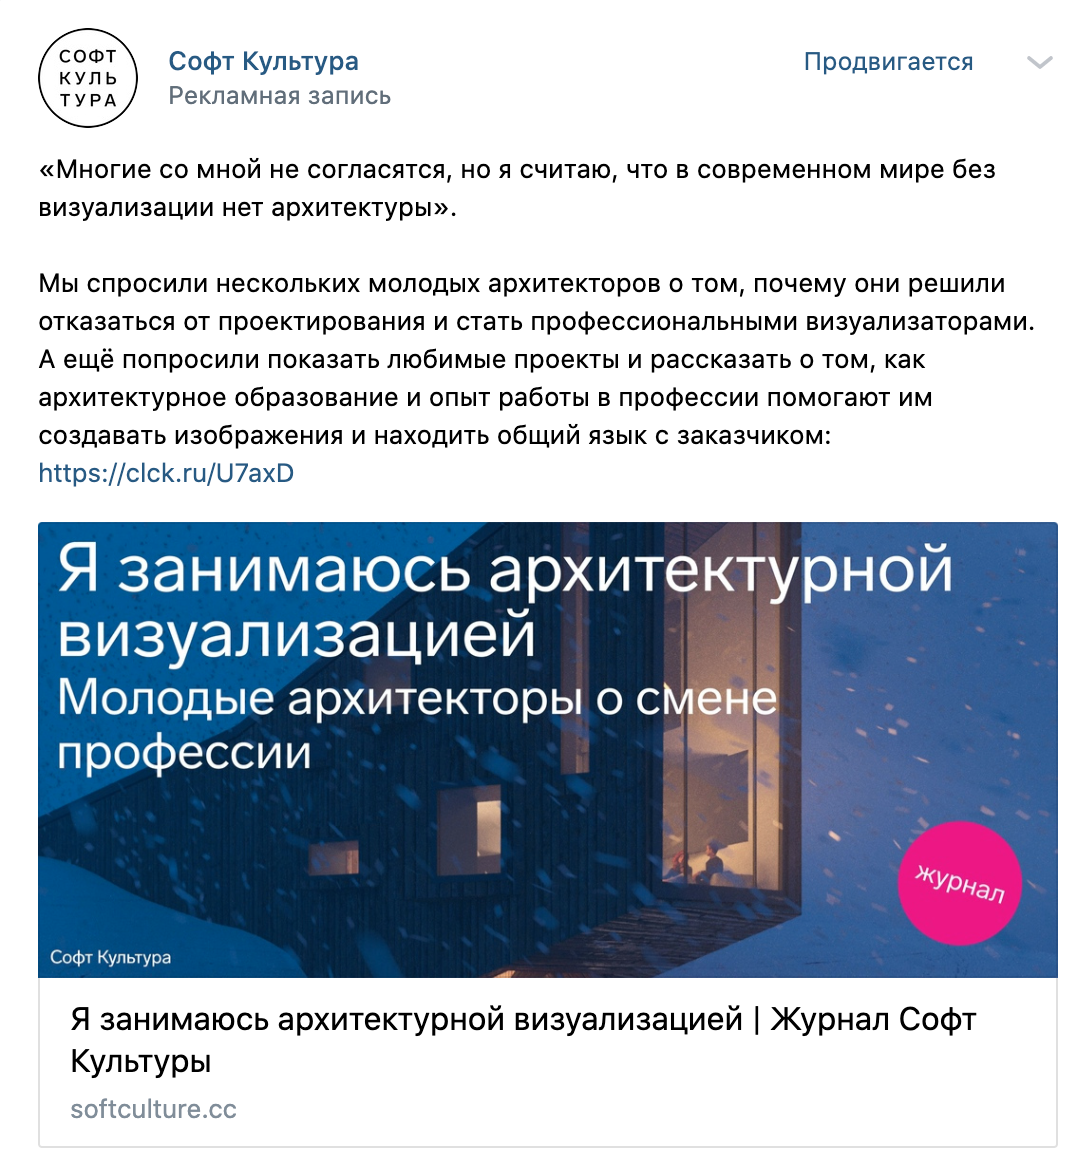 СОФТ
КУЛЬ
ТУРА
Софт Культура
Рекламная запись
Продвигается
«Многие со мной не согласятся, но я считаю, что в современном мире без
визуализации нет архитектуры».
Мы спросили нескольких молодых архитекторов о том, почему они решили
отказаться от проектирования и стать профессиональными визуализаторами.
А ещё попросили показать любимые проекты и рассказать о том, как
архитектурное образование и опыт работы в профессии помогают им
создавать изображения и находить общий язык с заказчиком:
https://clck.ru/U7axD
Я занимаюсь архитектурной
визуализацией
Молодые архитекторы о смене
профессии
журнал
Софт Культура
Я занимаюсь архитектурной визуализацией | Журнал Софт
Культуры
softculture.cc